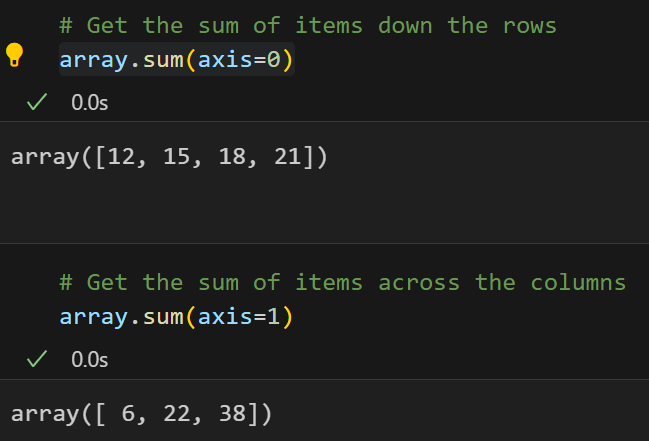 # Get the sum of items down the rows
array.sum(axis=0)
0.0s
array([12, 15, 18, 21])
# Get the sum of items across the columns
array.sum(axis=1)
0.0s
array([ 6, 22, 38])